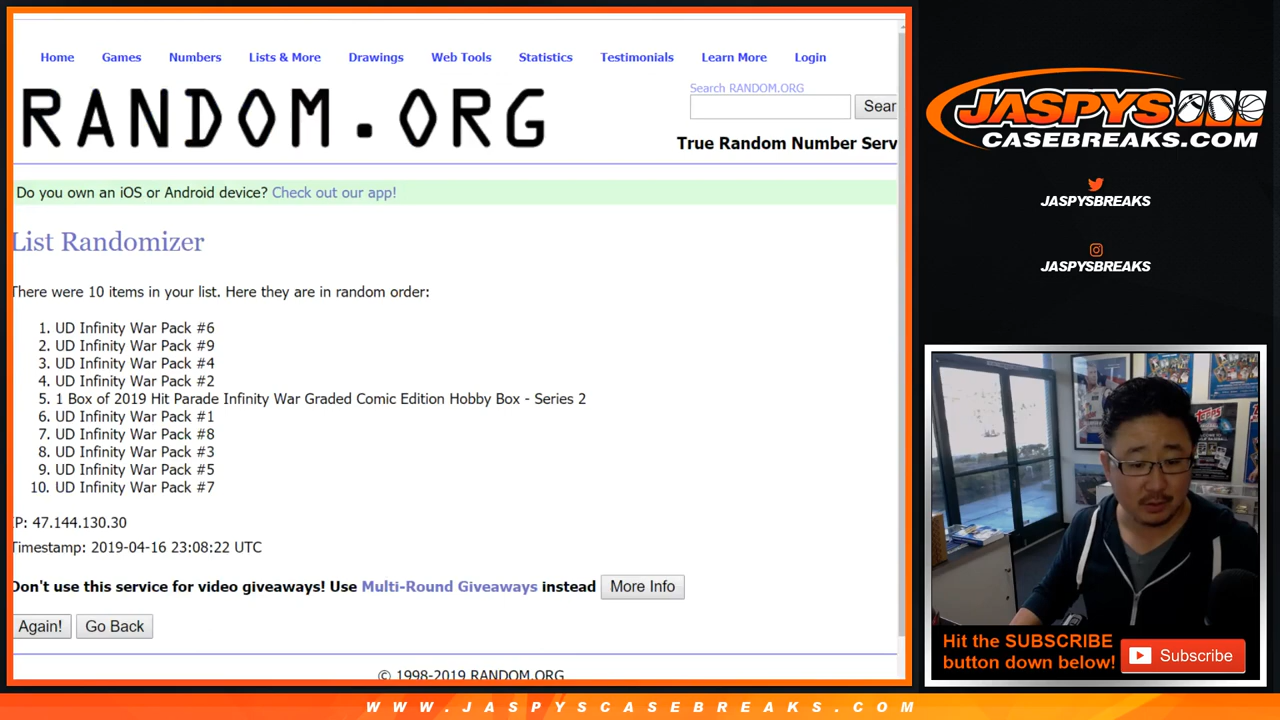 Home Games Numbers Lists & More Drawings Web Tools Statistics Testimonials Learn More Login
Search RANDOM.ORG
Sear
RANDOM.ORG
True Random Number Serv
Do you own an iOS or Android device? Check out our app!
List Randomizer
There were 10 items in your list. Here they are in random order:
1. UD Infinity War Pack #6
2. UD Infinity War Pack #9
3. UD Infinity War Pack #4
4. UD Infinity War Pack #2
5. 1 Box of 2019 Hit Parade Infinity War Graded Comic Edition Hobby Box - Series 2
6. UD Infinity War Pack #1
7. UD Infinity War Pack #8
8. UD Infinity War Pack #3
9. UD Infinity War Pack #5
10. UD Infinity War Pack #7
IP: 47.144.130.30
Timestamp: 2019-04-16 23:08:22 UTC
Don't use this service for video giveaways! Use Multi-Round Giveaways instead More Info
Again! Go Back
© 1998-2019 RANDOM.ORG
JASPYS
CASEBREAKS.COM
JASPYSBREAKS
JASPYSBREAKS
Hit the SUBSCRIBE
button down below!
Subscribe
WWW.JASPYSCASEBREAKS.COM